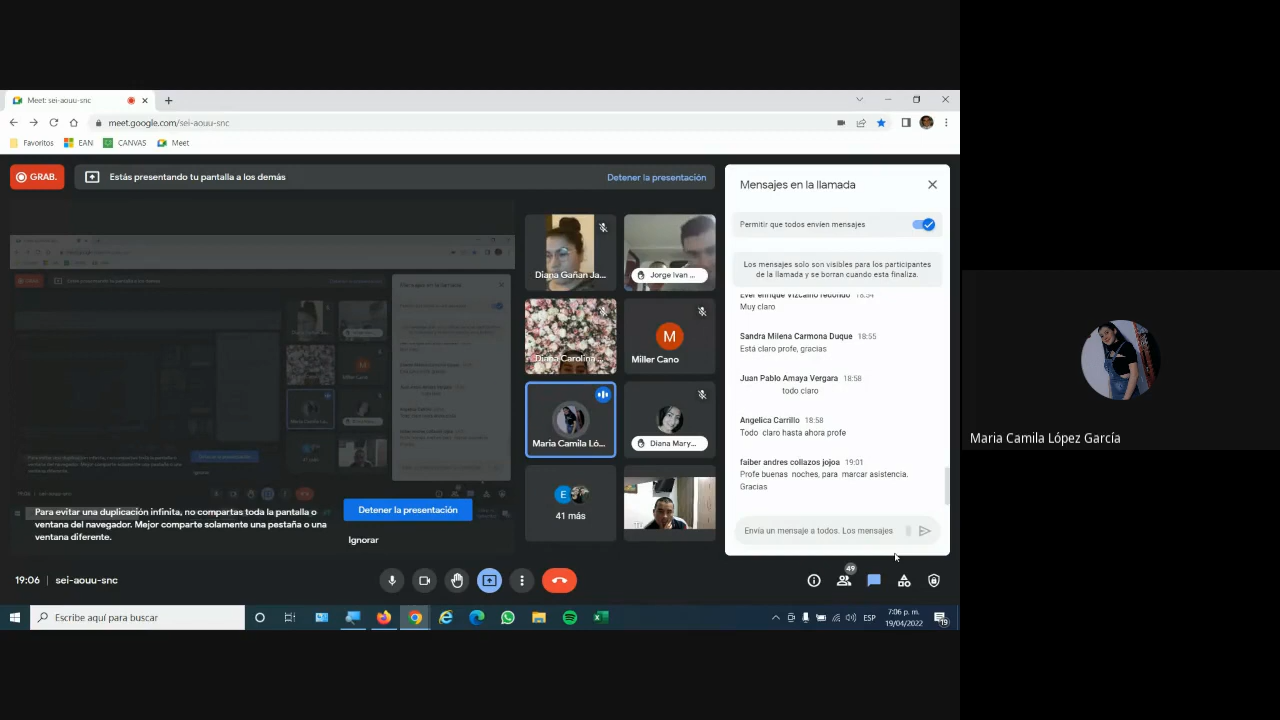 Meet: sei-aouu-snc
meet.google.com/sei-aouu-snc
Favoritos EAN CANVAS Meet
GRAB. Estás presentando tu pantalla a los demás Detener la presentación
Mensajes en la llamada
Permitir que todos envíen mensajes
Los mensajes solo son visibles para los participantes
de la llamada y se borran cuando esta finaliza.
Ever enrique vizcaino redondo 18:54
Muy claro
Sandra Milena Carmona Duque 18:55
Está claro profe, gracias
Juan Pablo Amaya Vergara 18:58
todo claro
Angelica Carrillo 18:58
Todo claro hasta ahora profe
faiber andres collazos jojoa 19:01
Profe buenas noches, para marcar asistencia.
Gracias
Envía un mensaje a todos. Los mensajes
Diana Gañan Ja...
Jorge Ivan ...
Diana Carolina...
M
Miller Cano
Maria Camila Ló...
Diana Mary...
E
41 más
Para evitar una duplicación infinita, no compartas toda la pantalla o
ventana del navegador. Mejor comparte solamente una pestaña o una
ventana diferente.
Detener la presentación
Ignorar
19:06 sei-aouu-snc
49
Escribe aquí para buscar
ESP
7:06 p. m.
19/04/2022
19
Maria Camila López García